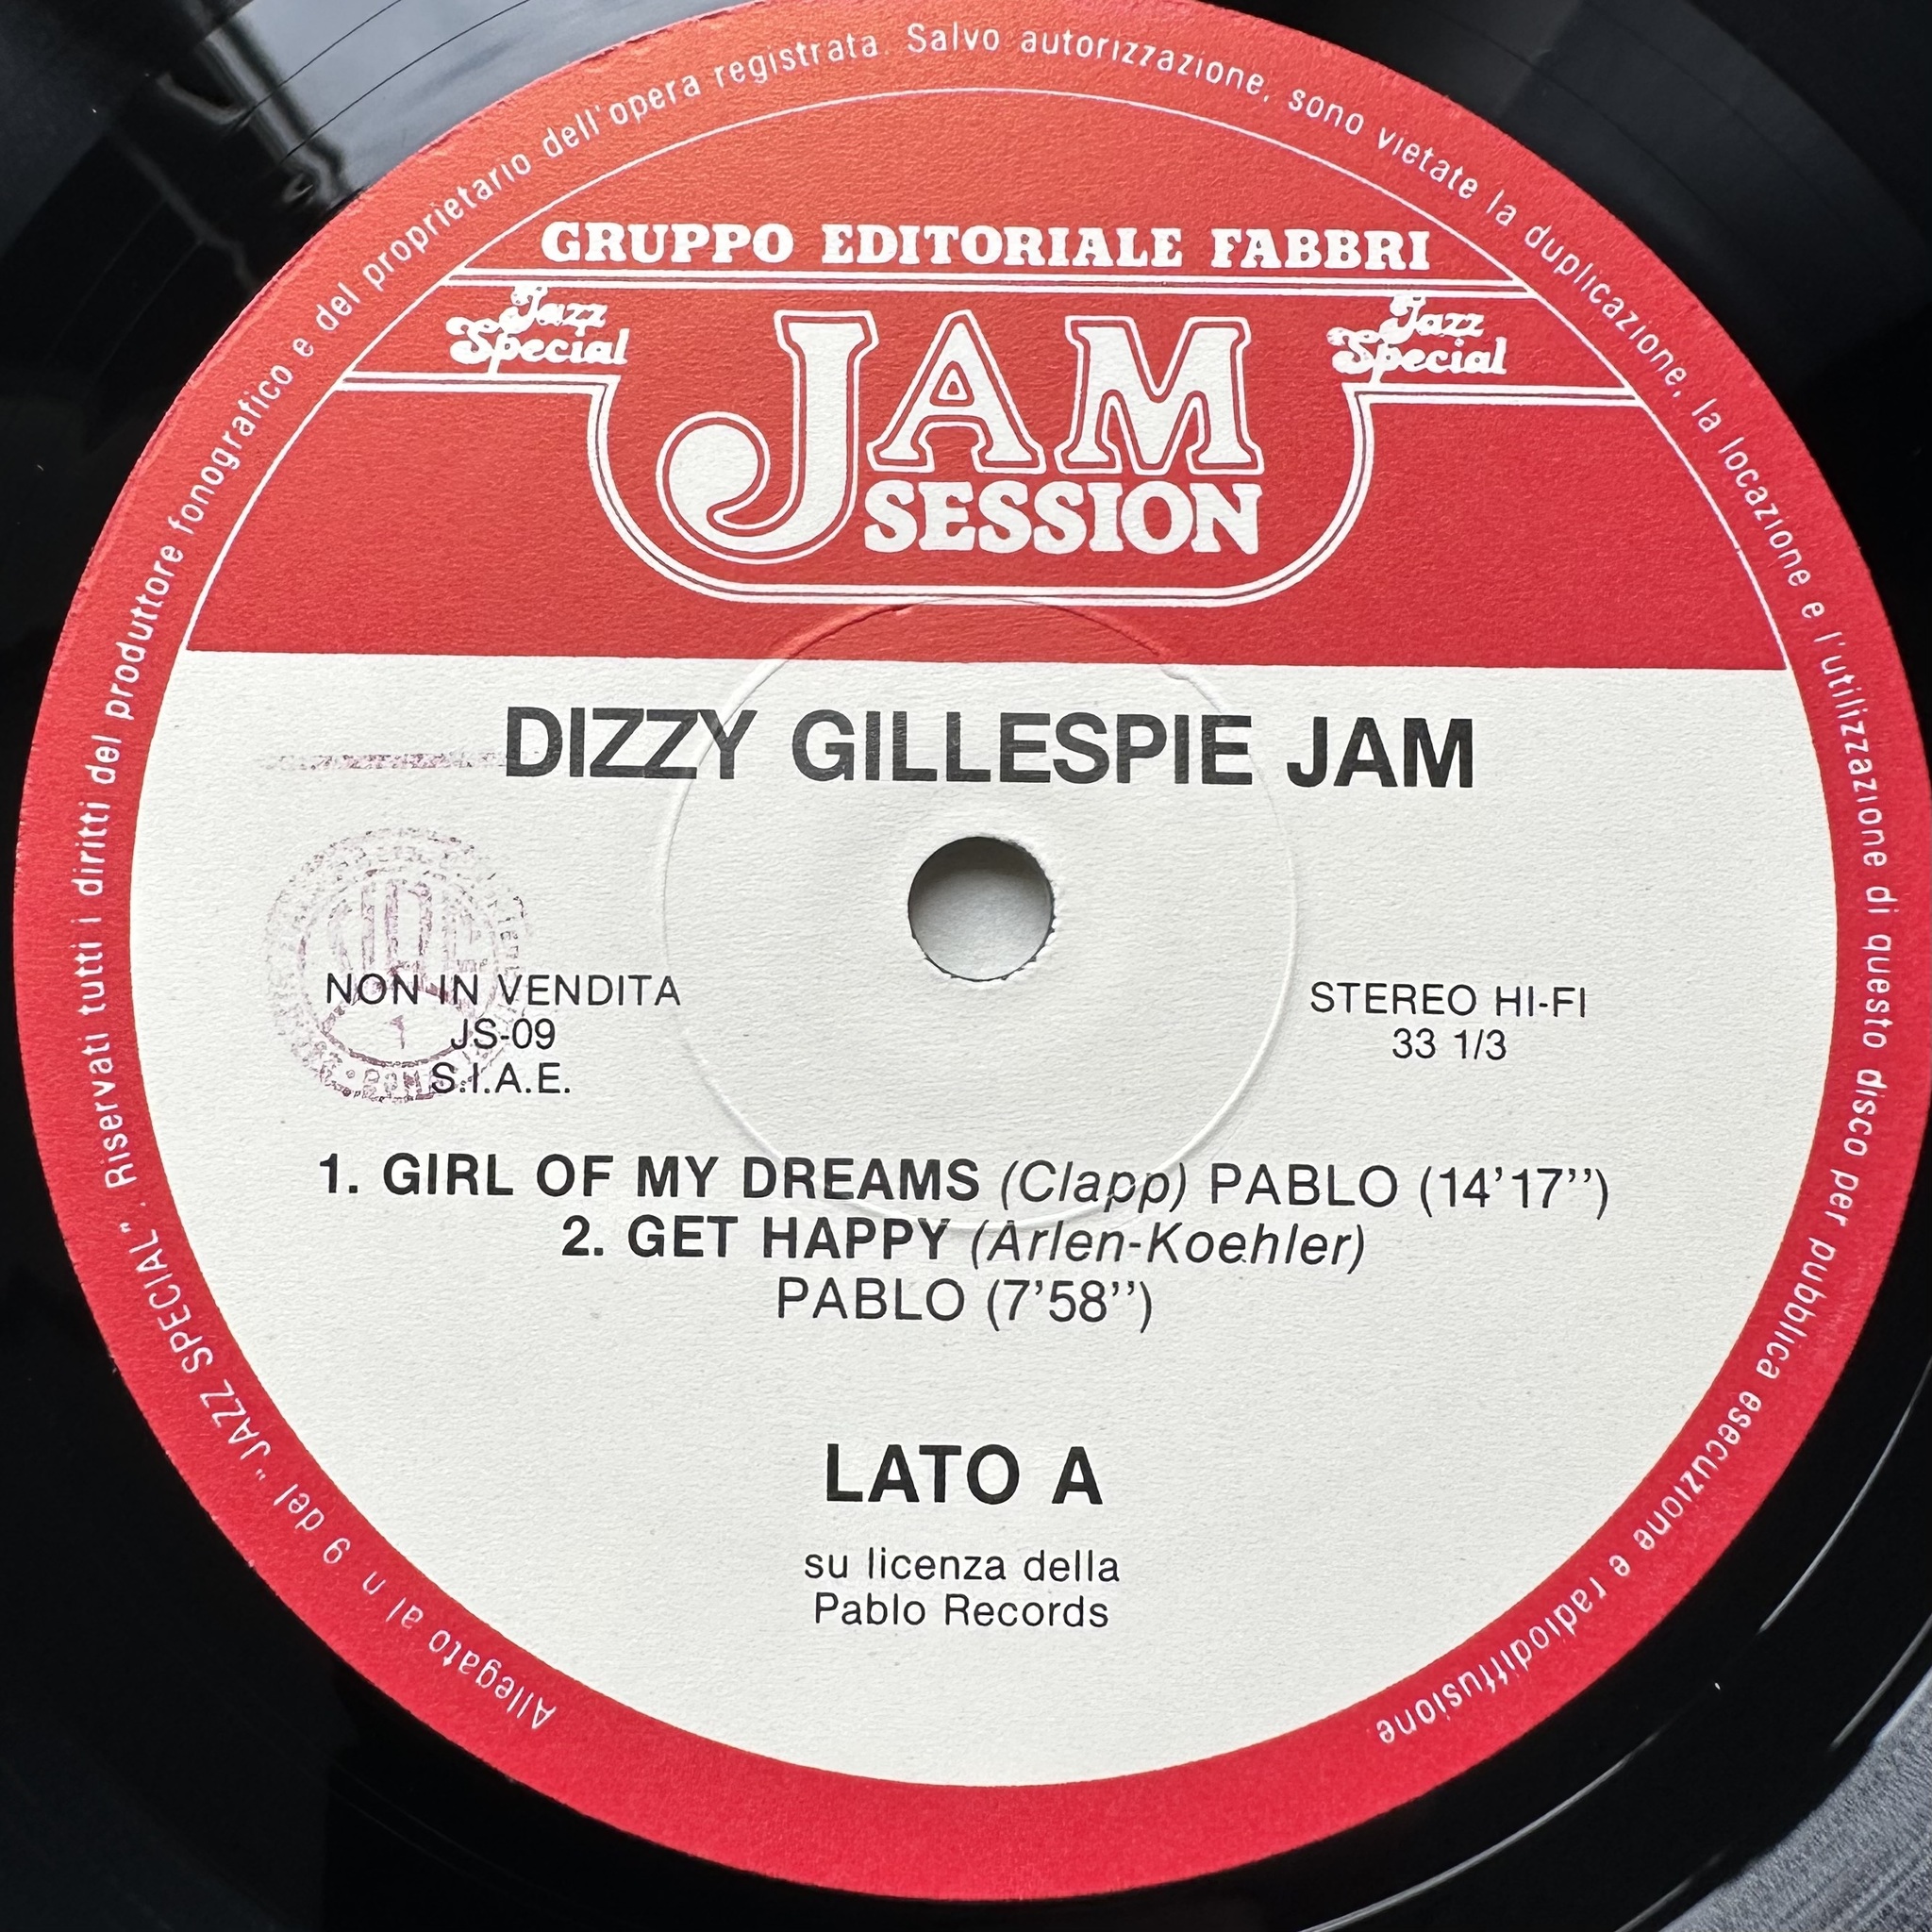 Allegato al n. 9 del "JAZZ SPECIAL". Riservati tutti i diritti del produttore fonografico e del proprietario dell'opera registrata. Salvo autorizzazione, sono vietate la duplicazione, la locazione e l'utilizzazione di questo disco per pubblica esecuzione e radiodiffusione
GRUPPO EDITORIALE FABBRI
Jazz Special
JAM SESSION
Jazz Special
DIZZY GILLESPIE JAM
NON IN VENDITA
JS-09
S.I.A.E.
STEREO HI-FI
33 1/3
1. GIRL OF MY DREAMS (Clapp) PABLO (14'17'')
2. GET HAPPY (Arlen-Koehler)
PABLO (7'58'')
LATO A
su licenza della
Pablo Records